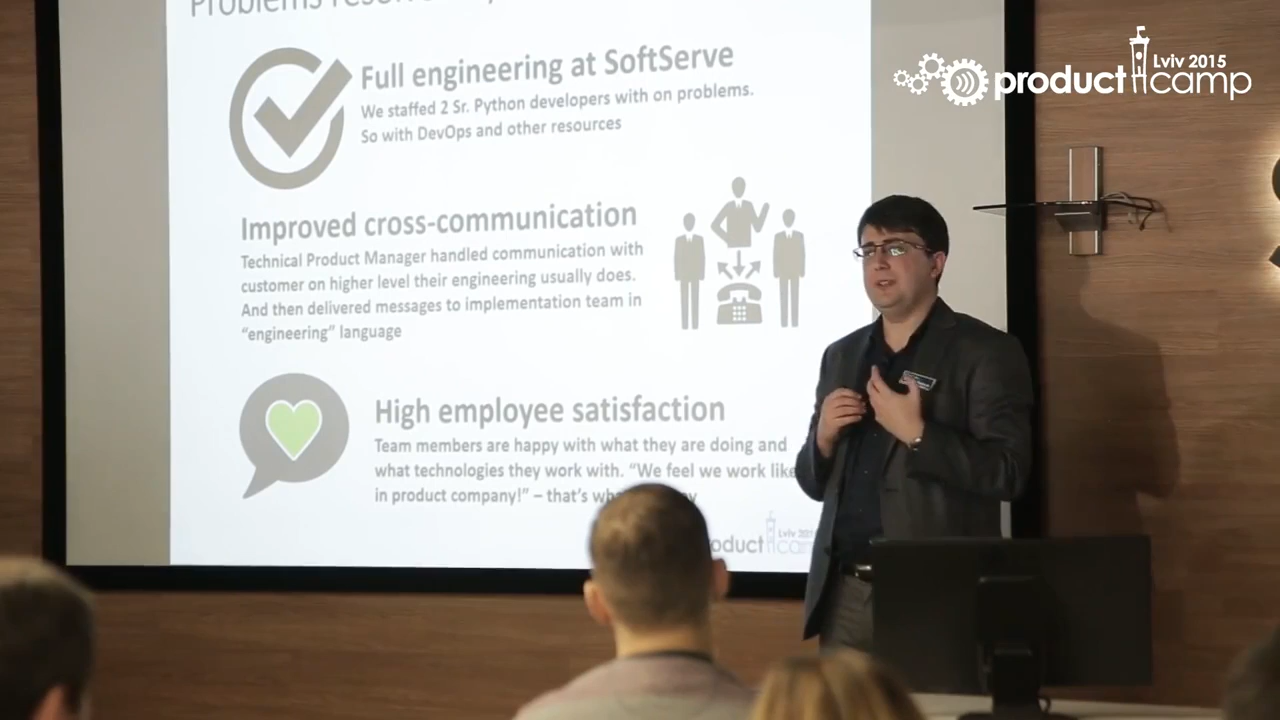 Full engineering at SoftServe
We staffed 2 Sr. Python developers with on problems.
So with DevOps and other resources
Improved cross-communication
Technical Product Manager handled communication with
customer on higher level their engineering usually does.
And then delivered messages to implementation team in
“engineering” language
High employee satisfaction
Team members are happy with what they are doing and
what technologies they work with. “We feel we work like
in product company!” – that’s
Lviv 2015
product camp